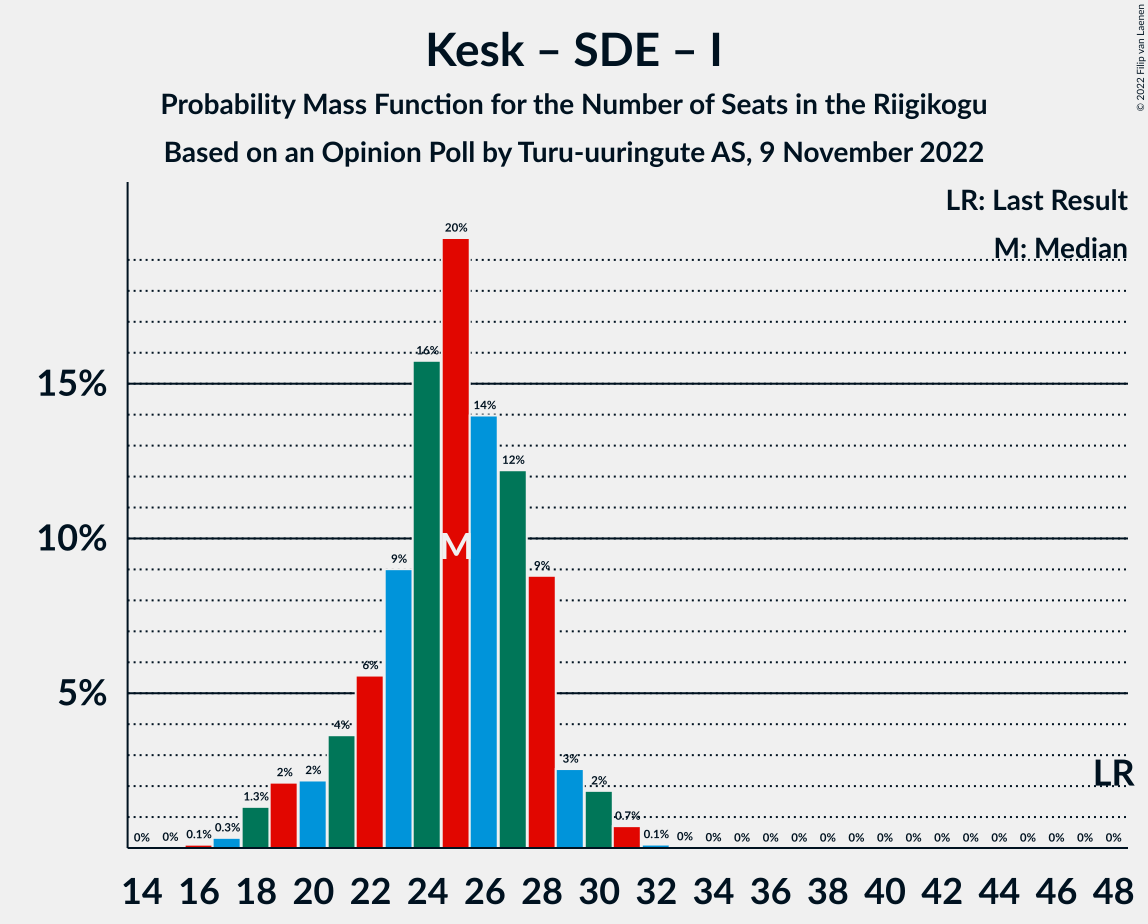 Kesk – SDE – I
Probability Mass Function for the Number of Seats in the Riigikogu
Based on an Opinion Poll by Turu-uuringute AS, 9 November 2022
© 2022 Filip van Laenen
LR: Last Result
M: Median
15%
10%
5%
0% 0% 0.1% 0.3% 1.3% 2% 2% 4% 6% 9% 16% 20% 14% 12% 9% 3% 2% 0.7% 0.1% 0% 0% 0% 0% 0% 0% 0% 0% 0% 0% 0% 0% 0% 0% 0% 0%
M
LR
14 16 18 20 22 24 26 28 30 32 34 36 38 40 42 44 46 48